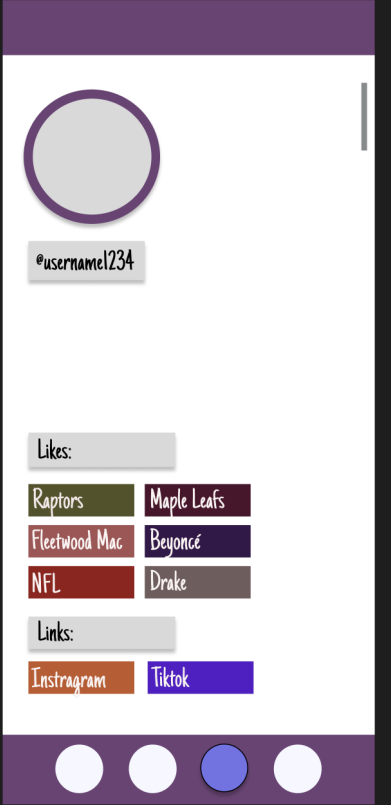 @username1234
Likes:
Raptors
Maple Leafs
Fleetwood Mac
Beyoncé
NFL
Drake
Links:
Instragram
Tiktok